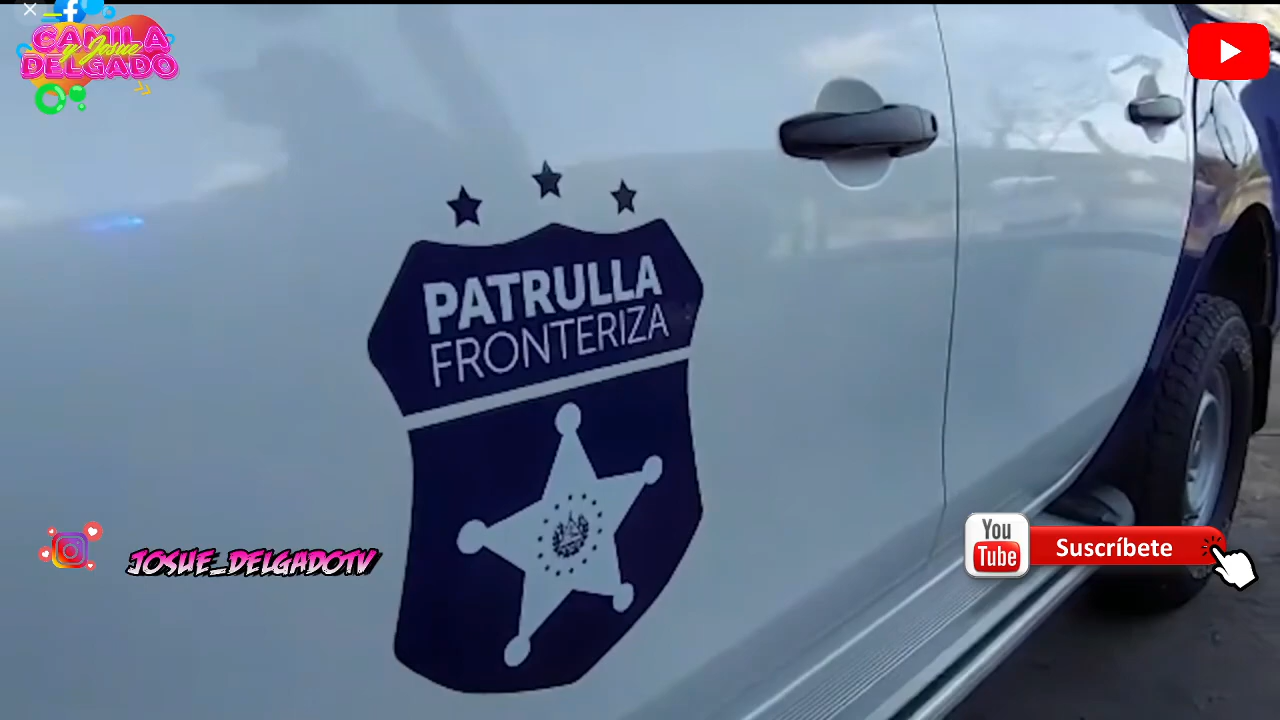 CAMILA
y Josue
DELGADO
PATRULLA
FRONTERIZA
JOSUE_DELGADOTV
You
Tube
Suscríbete